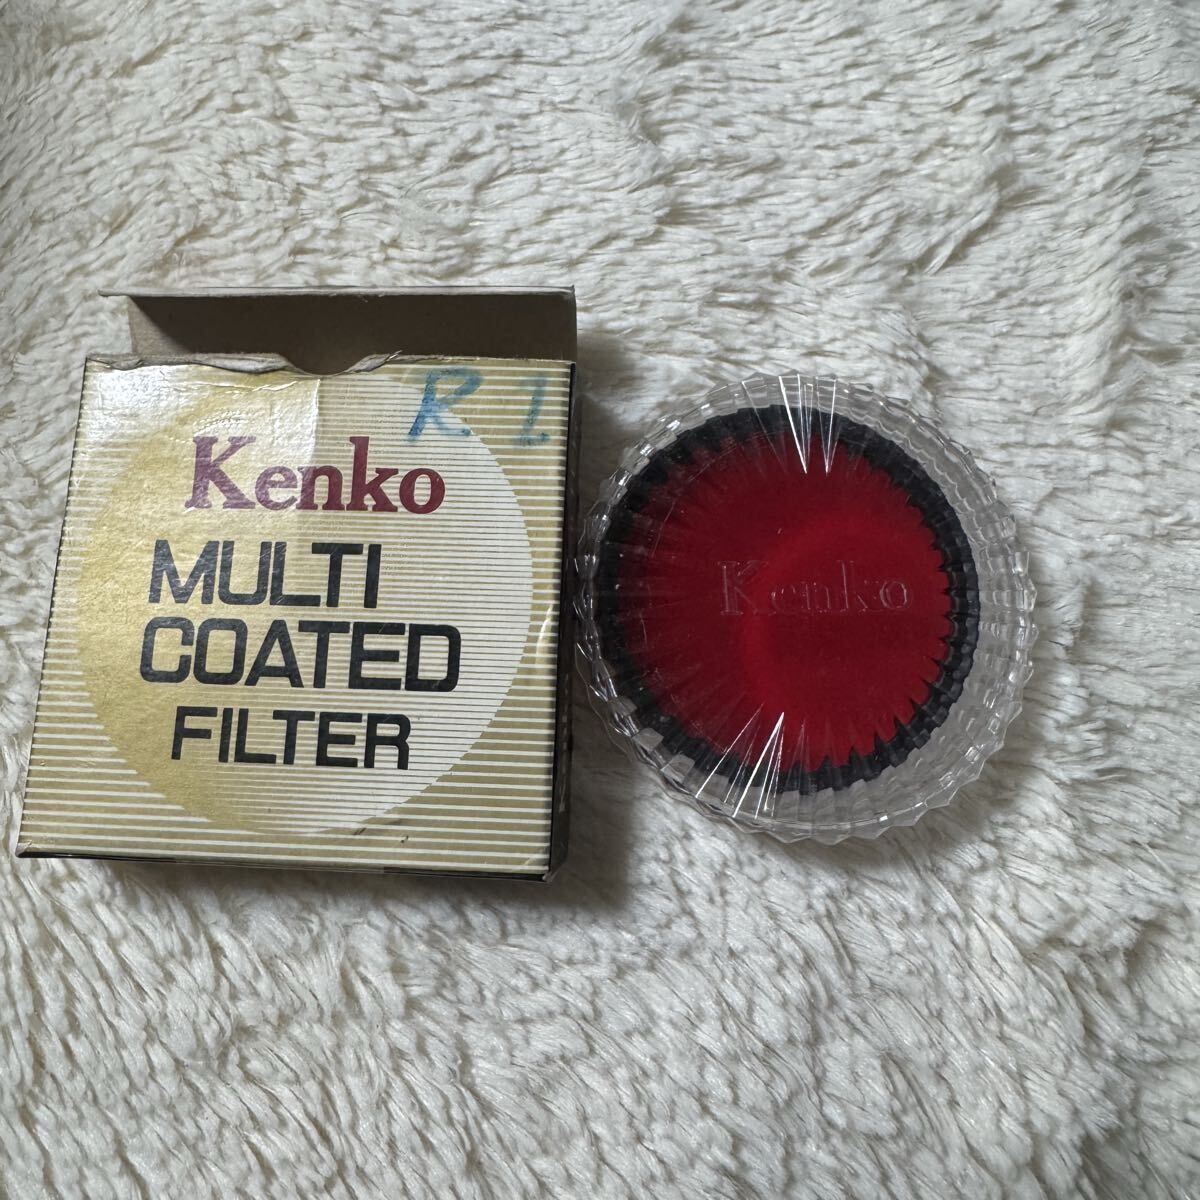 R1
Kenko
MULTI
COATED
FILTER
Kenko